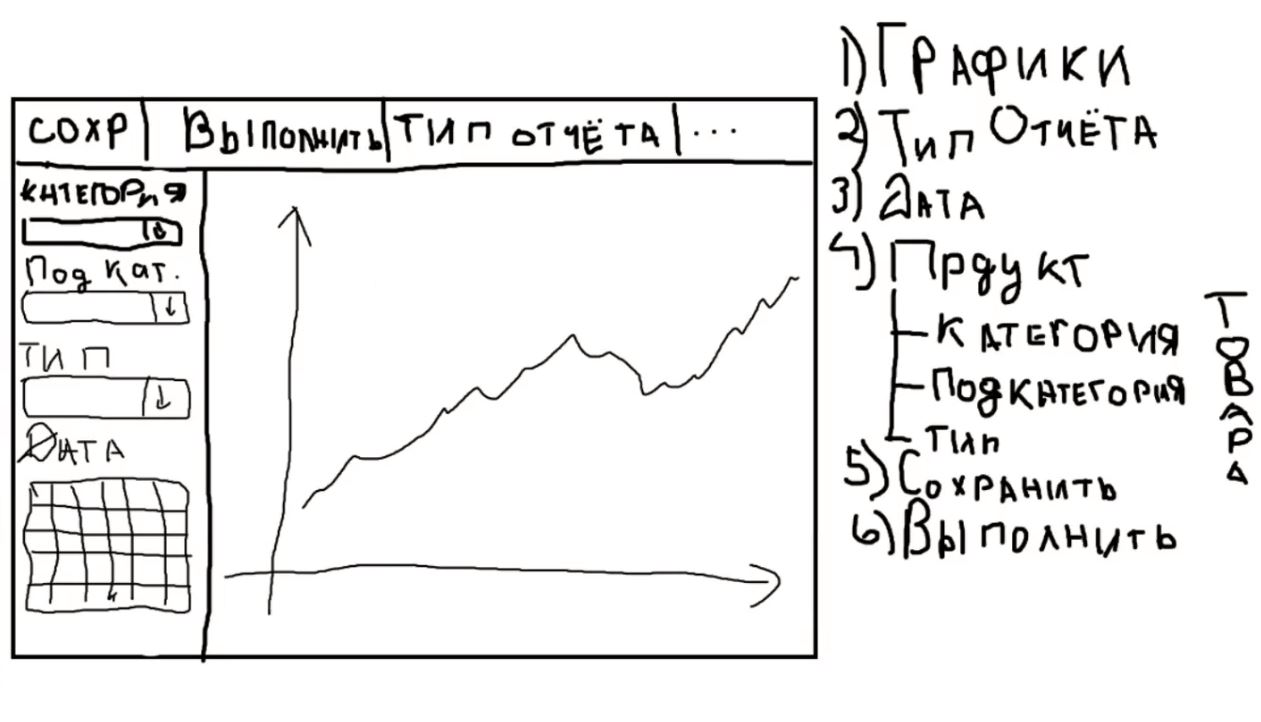 СОХР ВЫПОЛНИТЬ ТИП ОТЧЁТА ...
КАТЕГОРИЯ
Под КАТ.
ТИП
ДАТА
1) ГРАФИКИ
2) Тип ОТЧЁТА
3) ДАТА
4) Прдукт
КАТЕГОРИЯ
ПодКАТЕГОРИЯ
Тип
ТОВАРА
5) СОХРАНИТЬ
6) ВЫПОЛНИТЬ